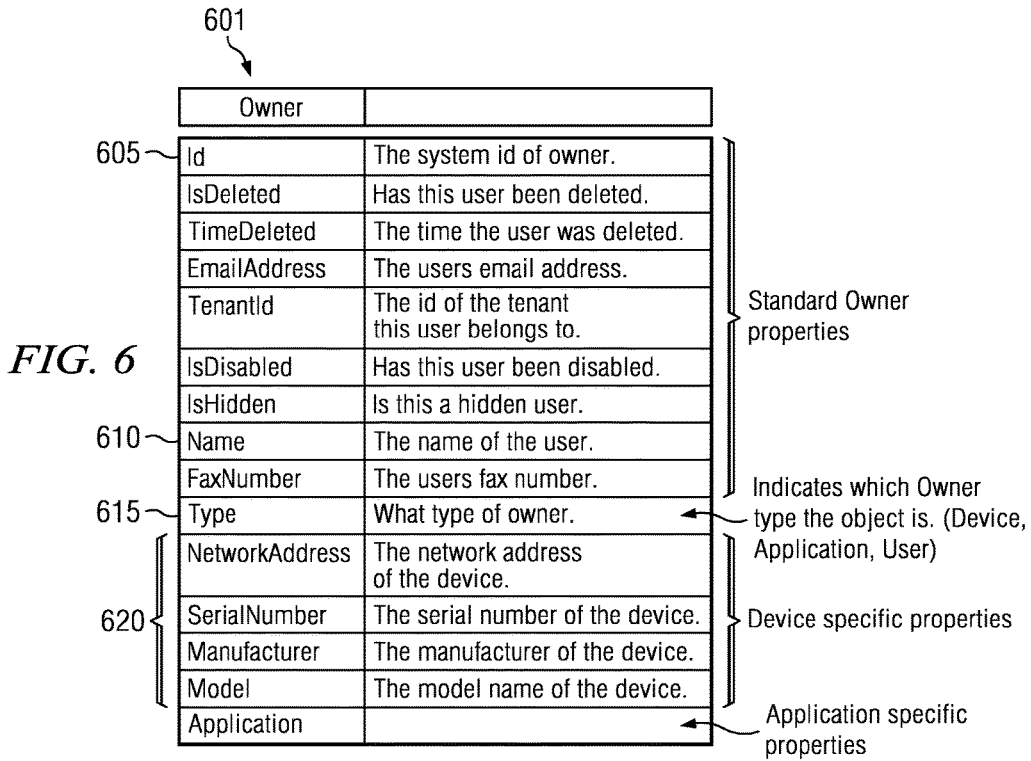 601
Owner
605 Id The system id of owner.
IsDeleted Has this user been deleted.
TimeDeleted The time the user was deleted.
EmailAddress The users email address.
TenantId The id of the tenant
this user belongs to.
Standard Owner
properties
FIG. 6
IsDisabled Has this user been disabled.
IsHidden Is this a hidden user.
610 Name The name of the user.
FaxNumber The users fax number.
615 Type What type of owner.
Indicates which Owner
type the object is. (Device,
Application, User)
NetworkAddress The network address
of the device.
620
SerialNumber The serial number of the device.
Manufacturer The manufacturer of the device.
Model The model name of the device.
Device specific properties
Application
Application specific
properties